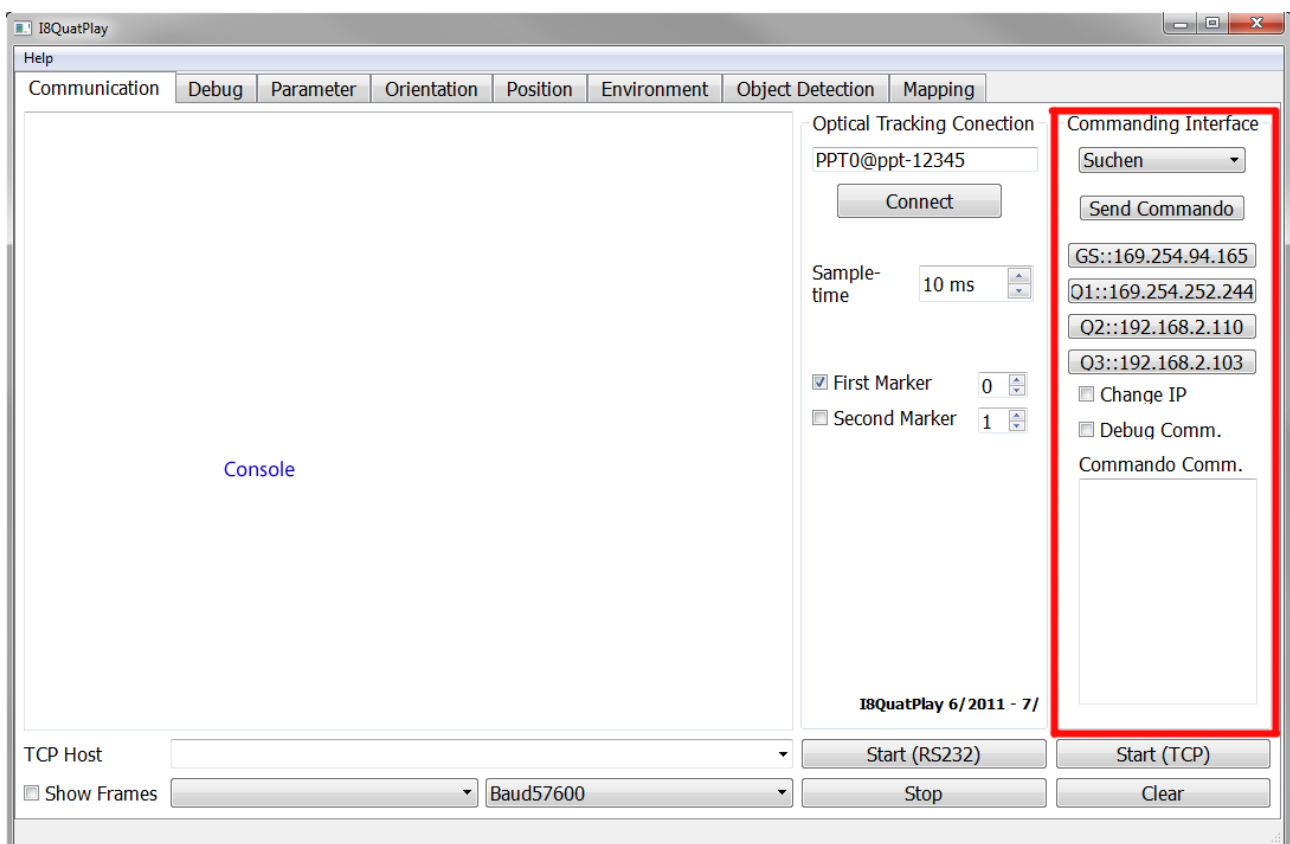 I8QuatPlay
Help
Communication Debug Parameter Orientation Position Environment Object Detection Mapping
Console
Optical Tracking Conection
PPT0@ppt-12345
Connect
Sample-
time
10 ms
First Marker 0
Second Marker 1
I8QuatPlay 6/2011 - 7/
Commanding Interface
Suchen
Send Commando
GS::169.254.94.165
Q1::169.254.252.244
Q2::192.168.2.110
Q3::192.168.2.103
Change IP
Debug Comm.
Commando Comm.
TCP Host Start (RS232) Start (TCP)
Show Frames Baud57600 Stop Clear